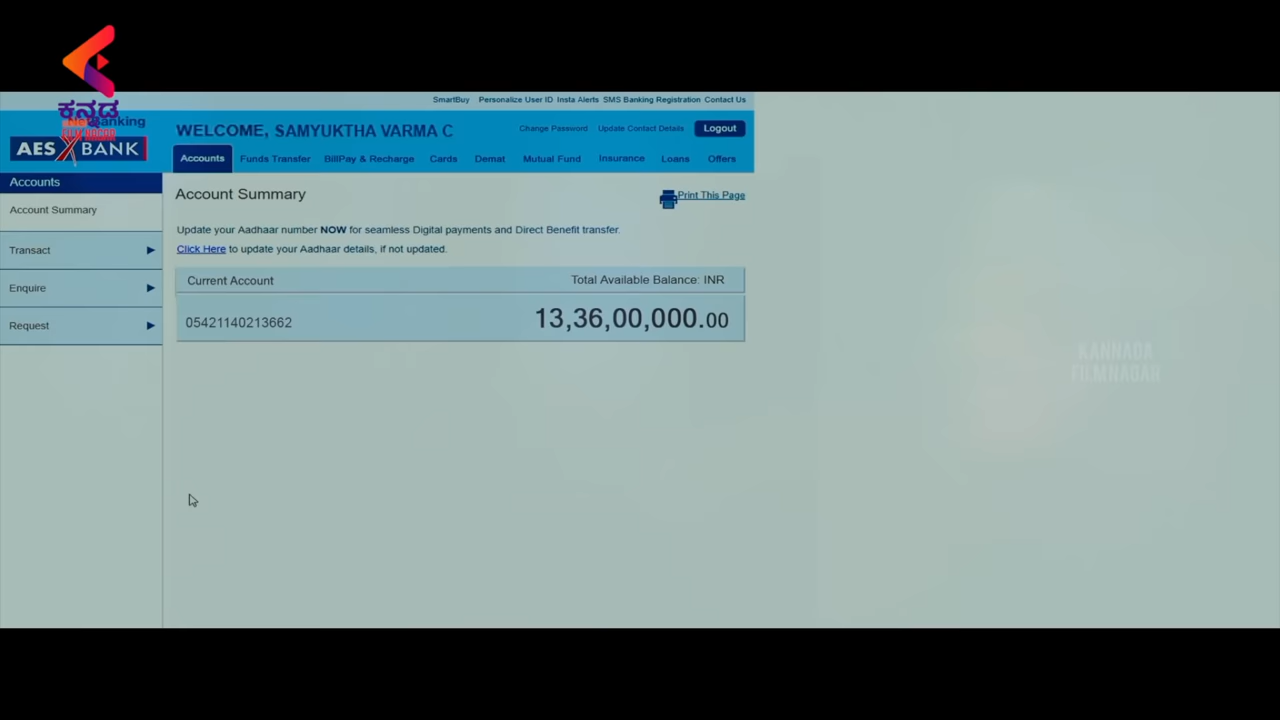 SmartBuy Personalize User ID Insta Alerts SMS Banking Registration Contact Us
ಕನ್ನಡ
FILM NAGAR
NetBanking
AES BANK
WELCOME, SAMYUKTHA VARMA C
Change Password Update Contact Details Logout
Accounts Funds Transfer BillPay & Recharge Cards Demat Mutual Fund Insurance Loans Offers
Accounts
Account Summary
Transact
Enquire
Request
Account Summary
Print This Page
Update your Aadhaar number NOW for seamless Digital payments and Direct Benefit transfer.
Click Here to update your Aadhaar details, if not updated.
Current Account Total Available Balance: INR
05421140213662 13,36,00,000.00
KANNADA
FILMNAGAR